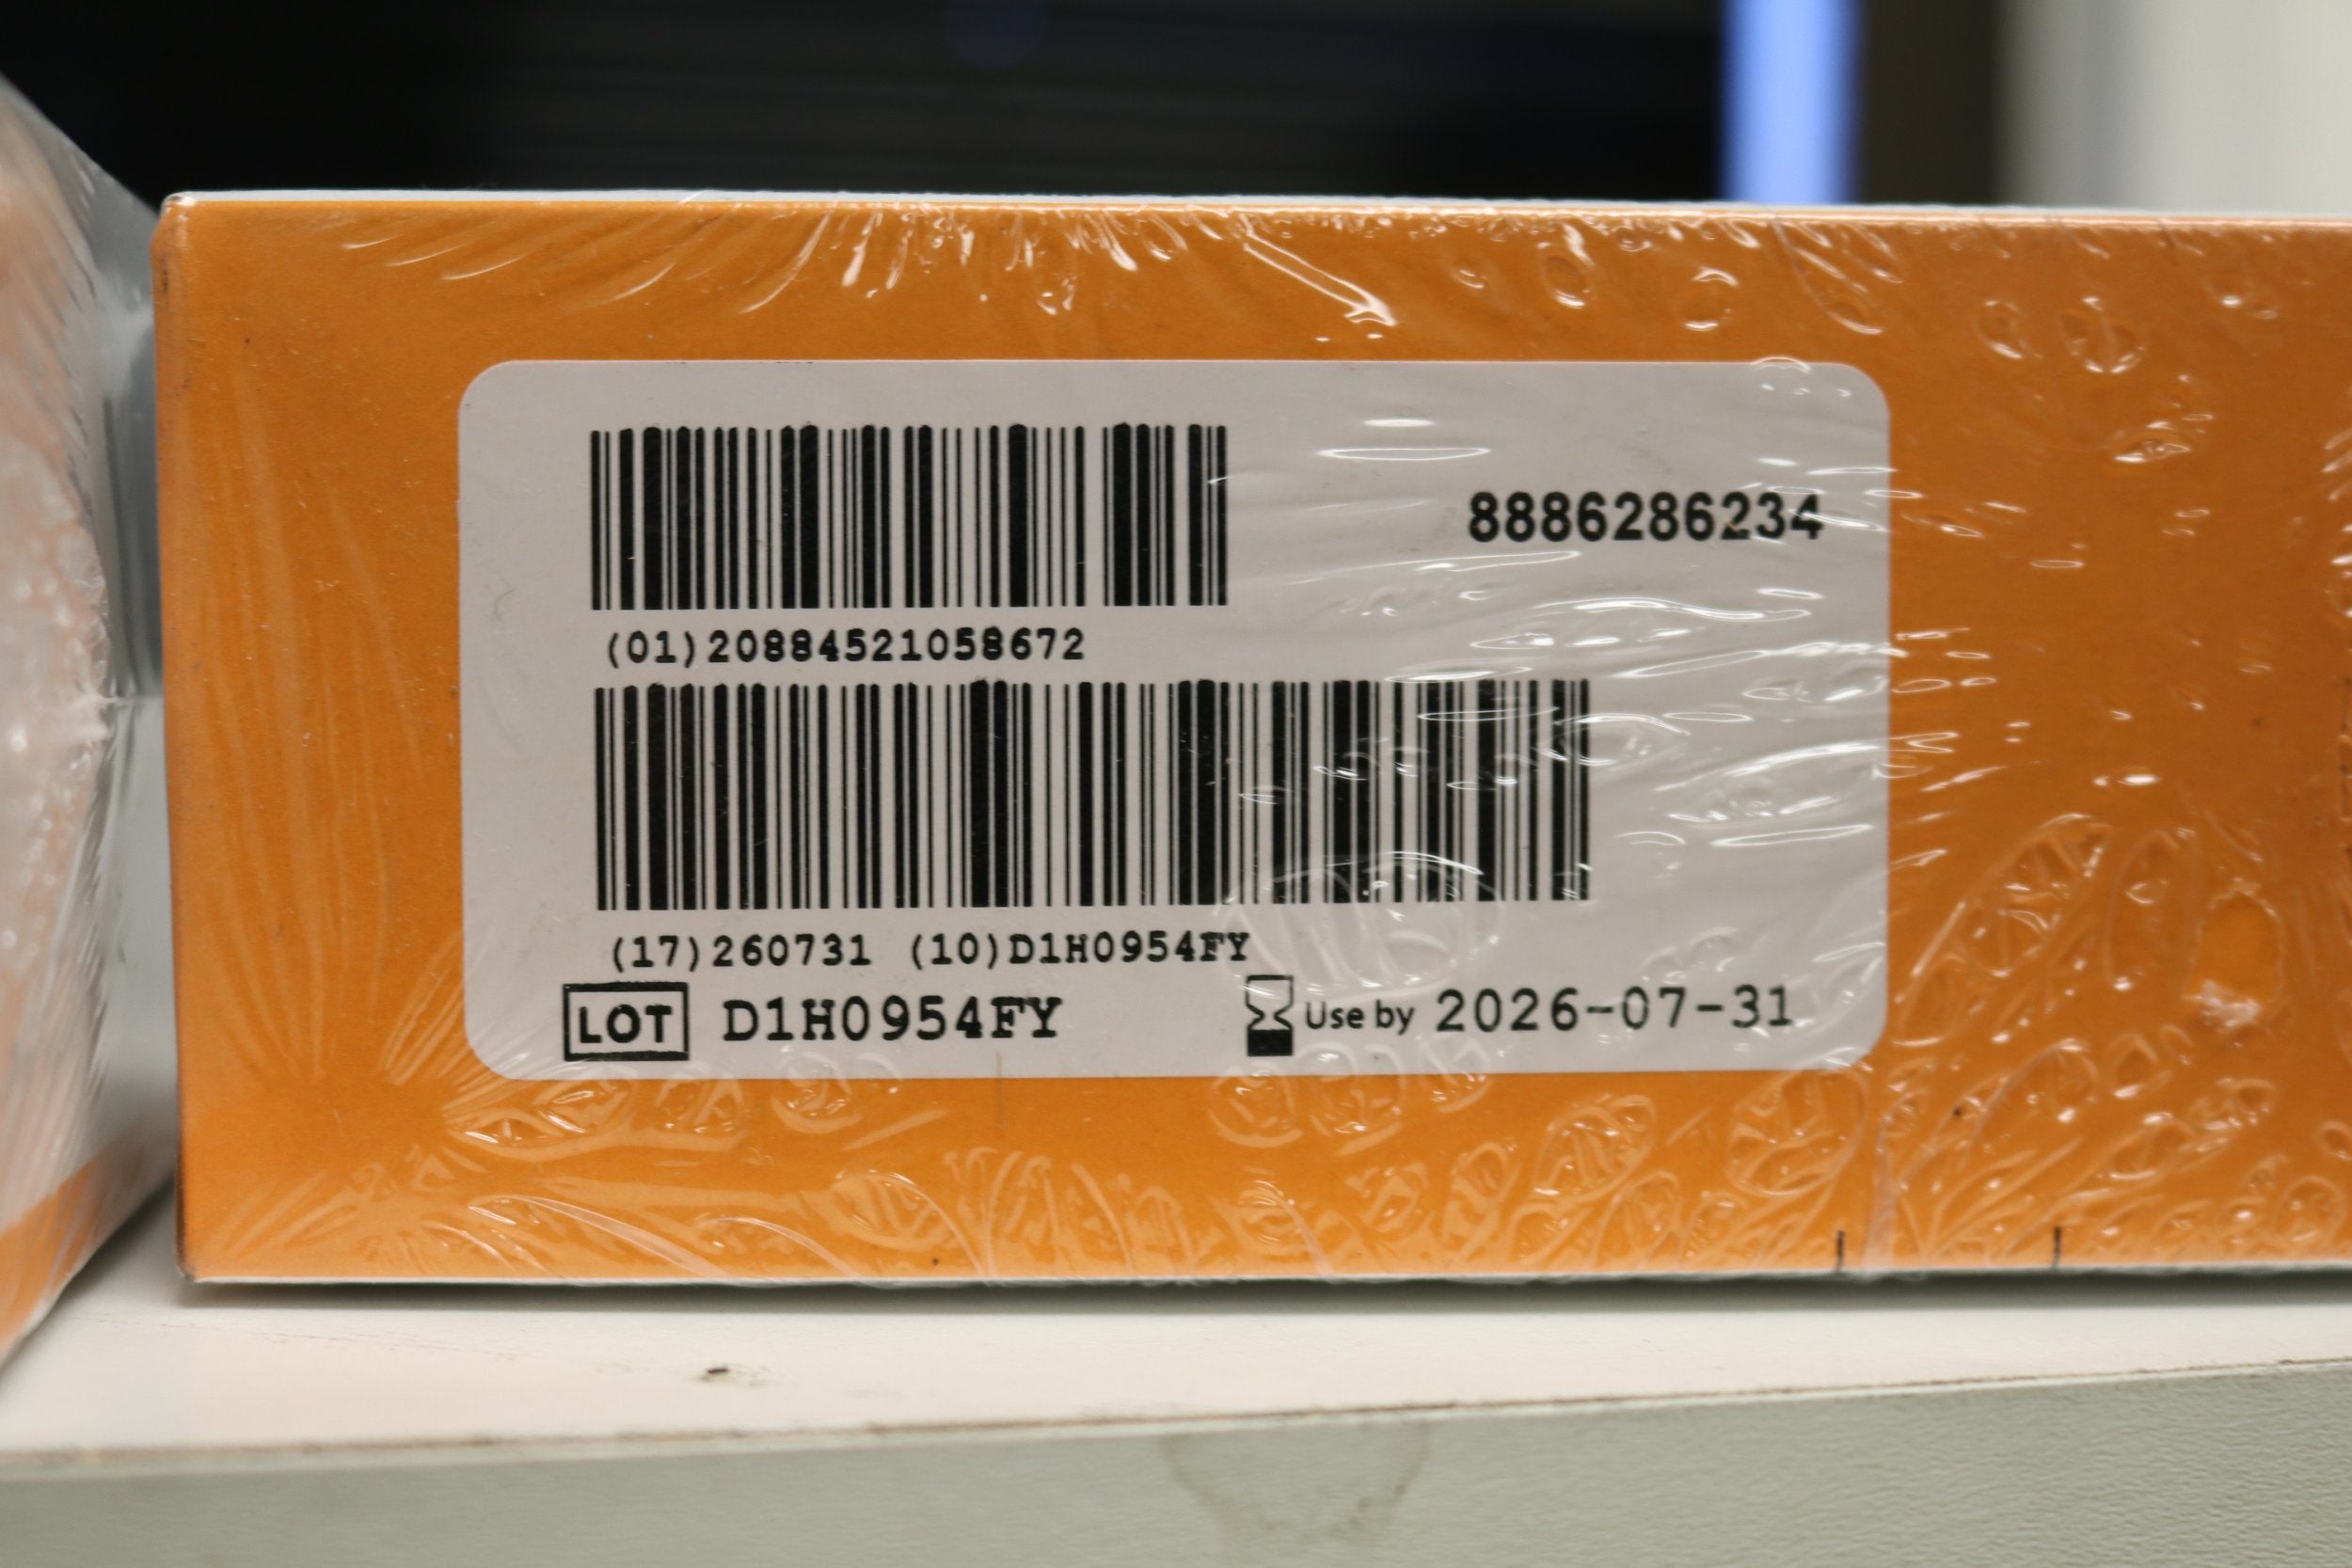 8886286234
(01)20884521058672
(17)260731 (10)D1H0954FY
LOT D1H0954FY Use by 2026-07-31